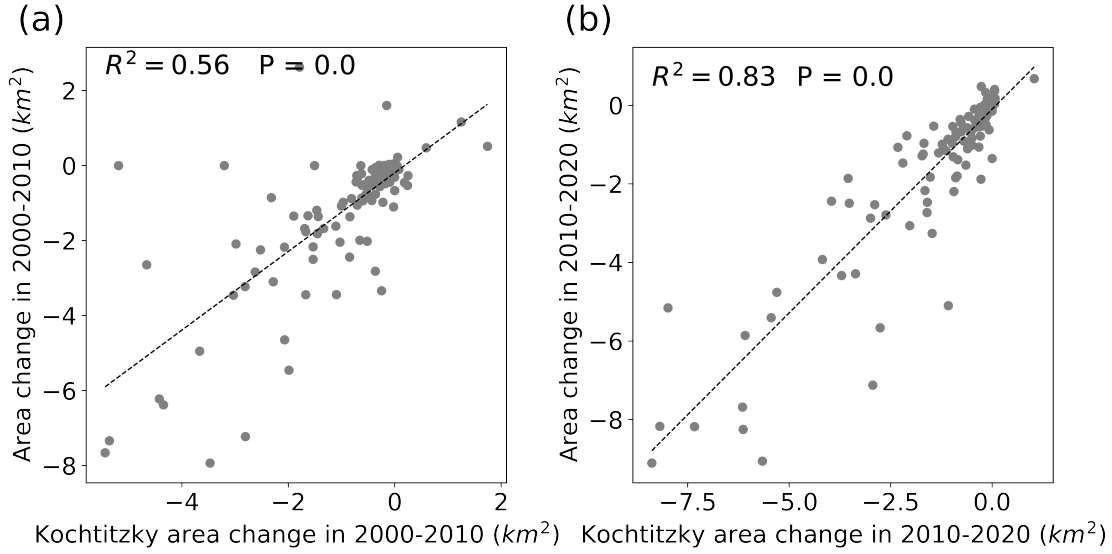 (a)
R² = 0.56 P = 0.0
Area change in 2000-2010 (km²)
2
0
−2
−4
−6
−8
−4 −2 0 2
Kochtitzky area change in 2000-2010 (km²)
(b)
R² = 0.83 P = 0.0
Area change in 2010-2020 (km²)
0
−2
−4
−6
−8
−7.5 −5.0 −2.5 0.0
Kochtitzky area change in 2010-2020 (km²)